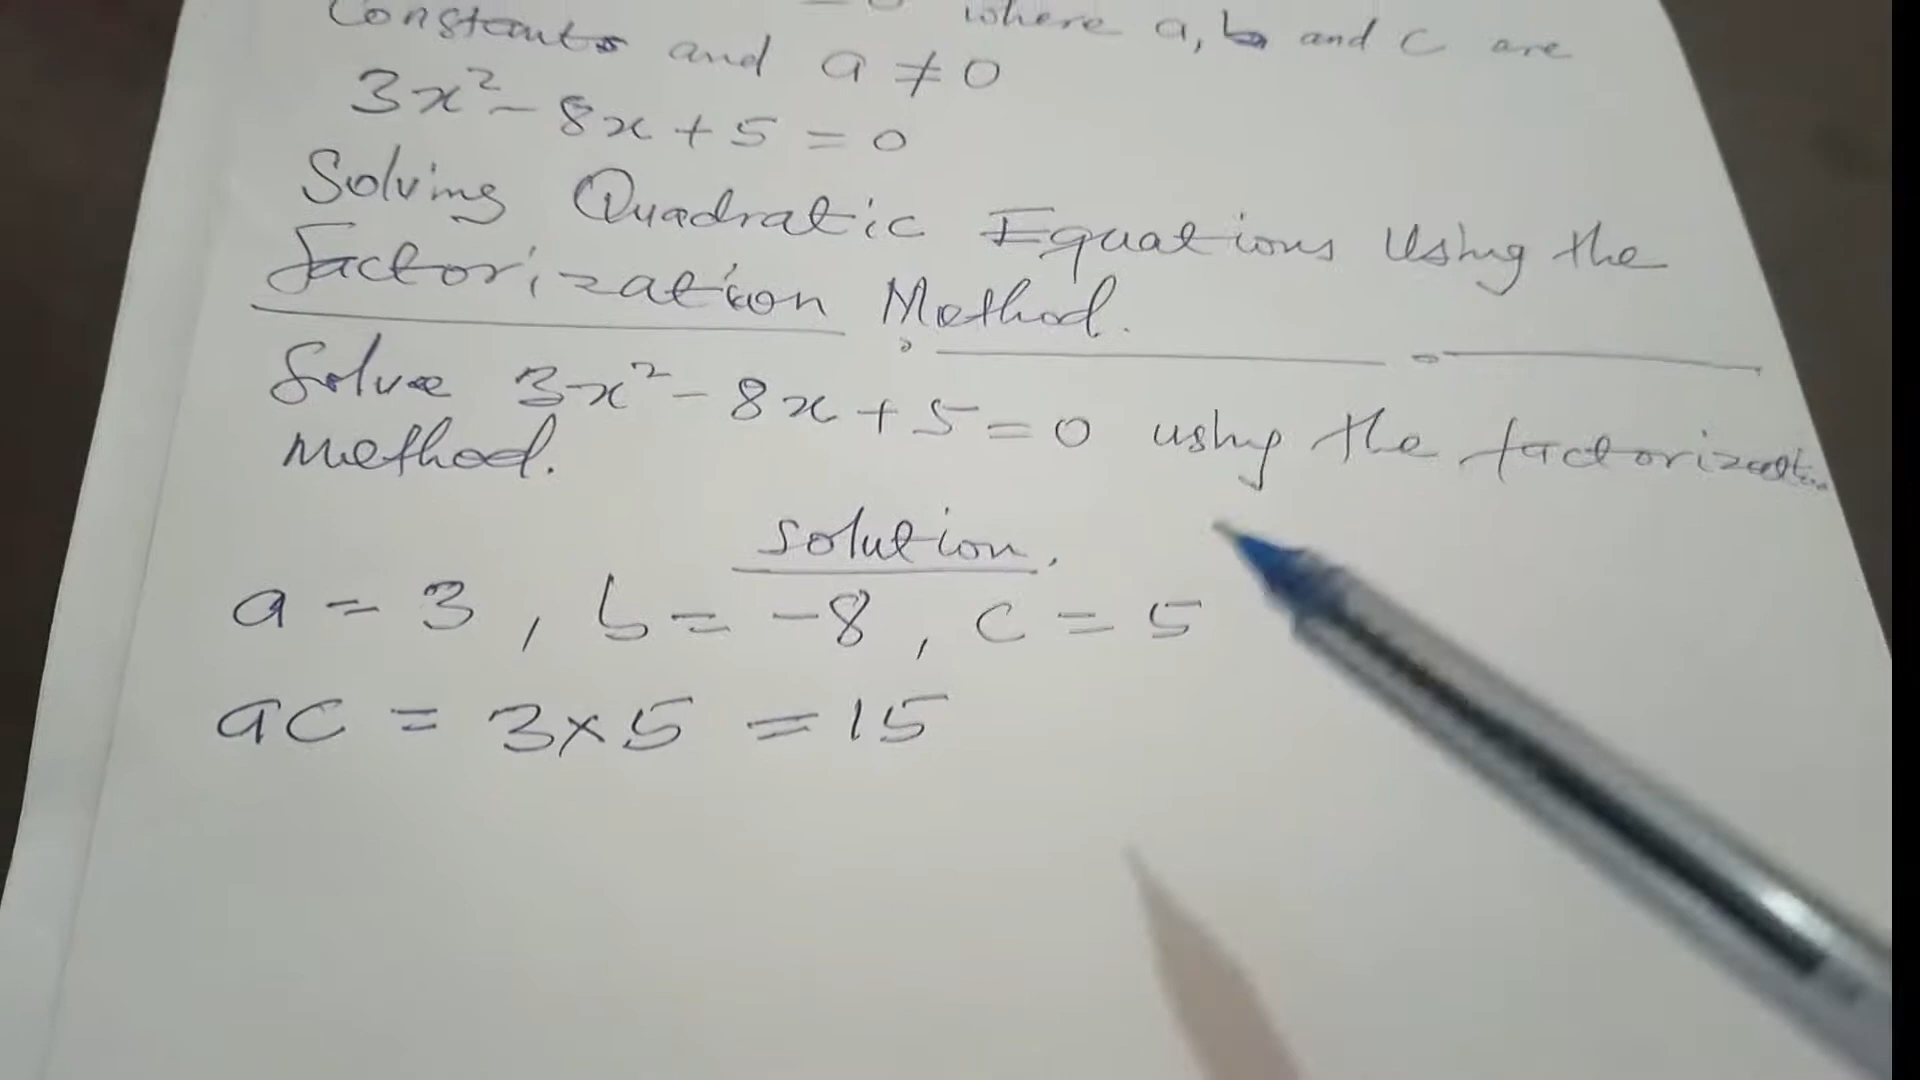 = 0 where a, b and c are
Constants and a ≠ 0
3x² - 8x + 5 = 0
Solving Quadratic Equations Using the
Factorization Method.
Solve 3x² - 8x + 5 = 0 using the
method.
Solution.
a = 3, b = -8, c = 5
ac = 3×5 = 15